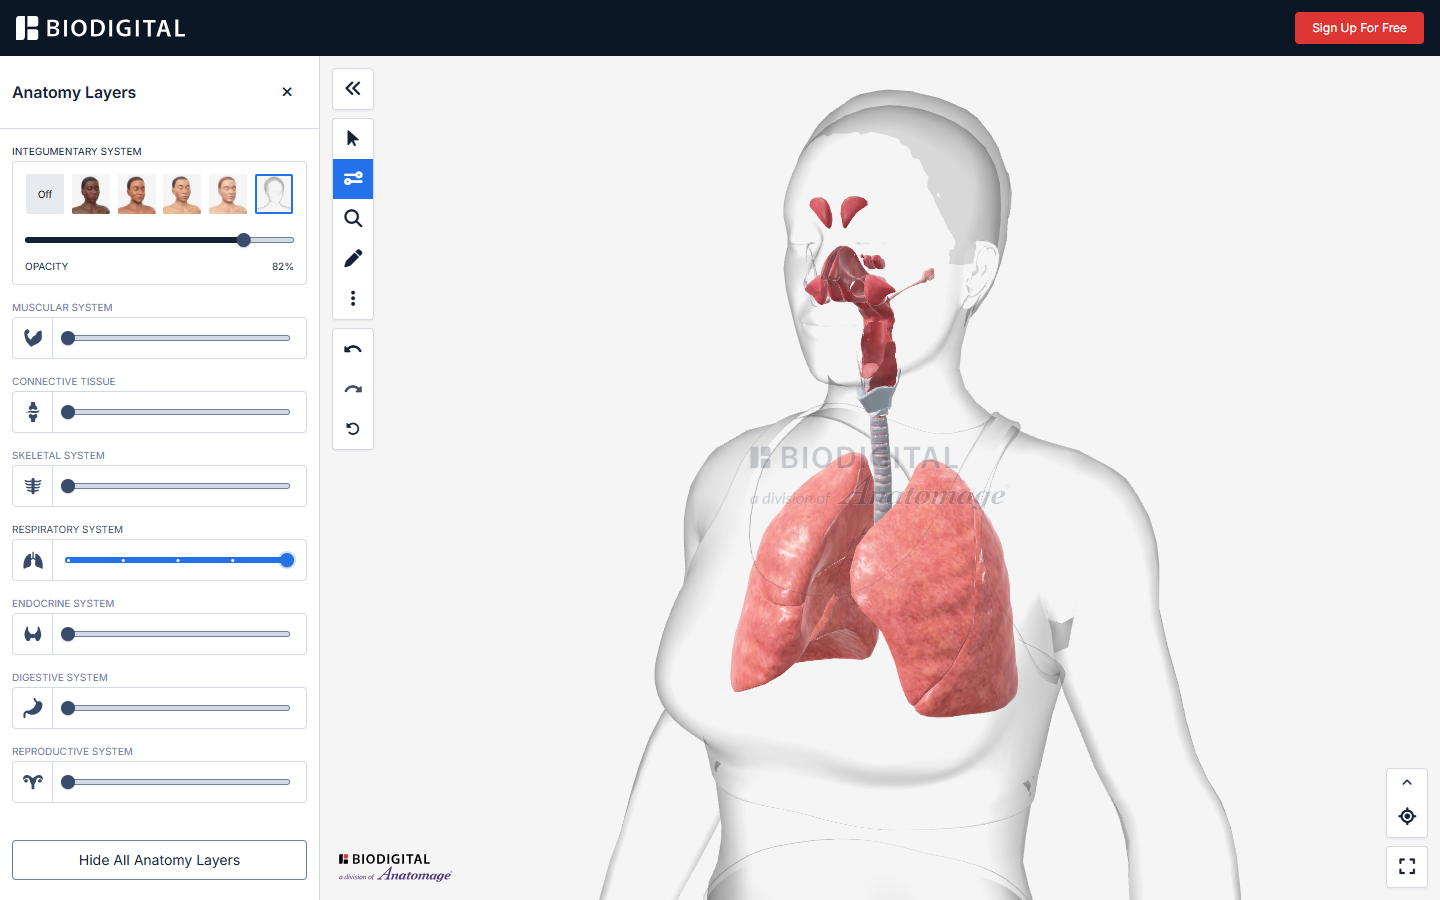 BIODIGITAL
Sign Up For Free
Anatomy Layers
INTEGUMENTARY SYSTEM
Off
OPACITY 82%
MUSCULAR SYSTEM
CONNECTIVE TISSUE
SKELETAL SYSTEM
RESPIRATORY SYSTEM
ENDOCRINE SYSTEM
DIGESTIVE SYSTEM
REPRODUCTIVE SYSTEM
Hide All Anatomy Layers
BIODIGITAL
a division of Anatomage
BIODIGITAL
a division of Anatomage